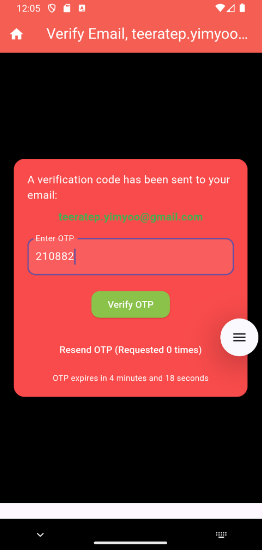 12:05
Verify Email, teeratep.yimyoo...
A verification code has been sent to your
email:
teeratep.yimyoo@gmail.com
Enter OTP
210882
Verify OTP
Resend OTP (Requested 0 times)
OTP expires in 4 minutes and 18 seconds